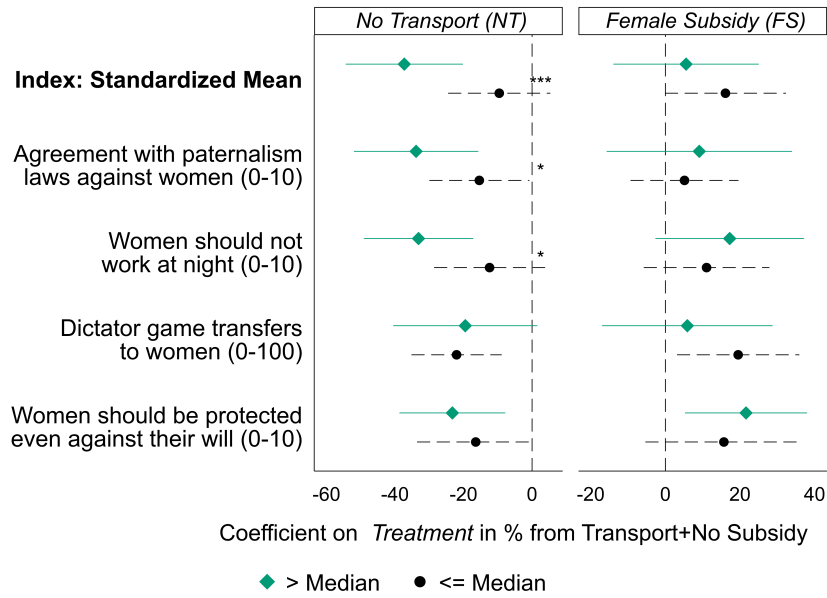 No Transport (NT)
Female Subsidy (FS)
Index: Standardized Mean
***
Agreement with paternalism
laws against women (0-10)
*
Women should not
work at night (0-10)
*
Dictator game transfers
to women (0-100)
Women should be protected
even against their will (0-10)
-60 -40 -20 0 -20 0 20 40
Coefficient on Treatment in % from Transport+No Subsidy
> Median <= Median